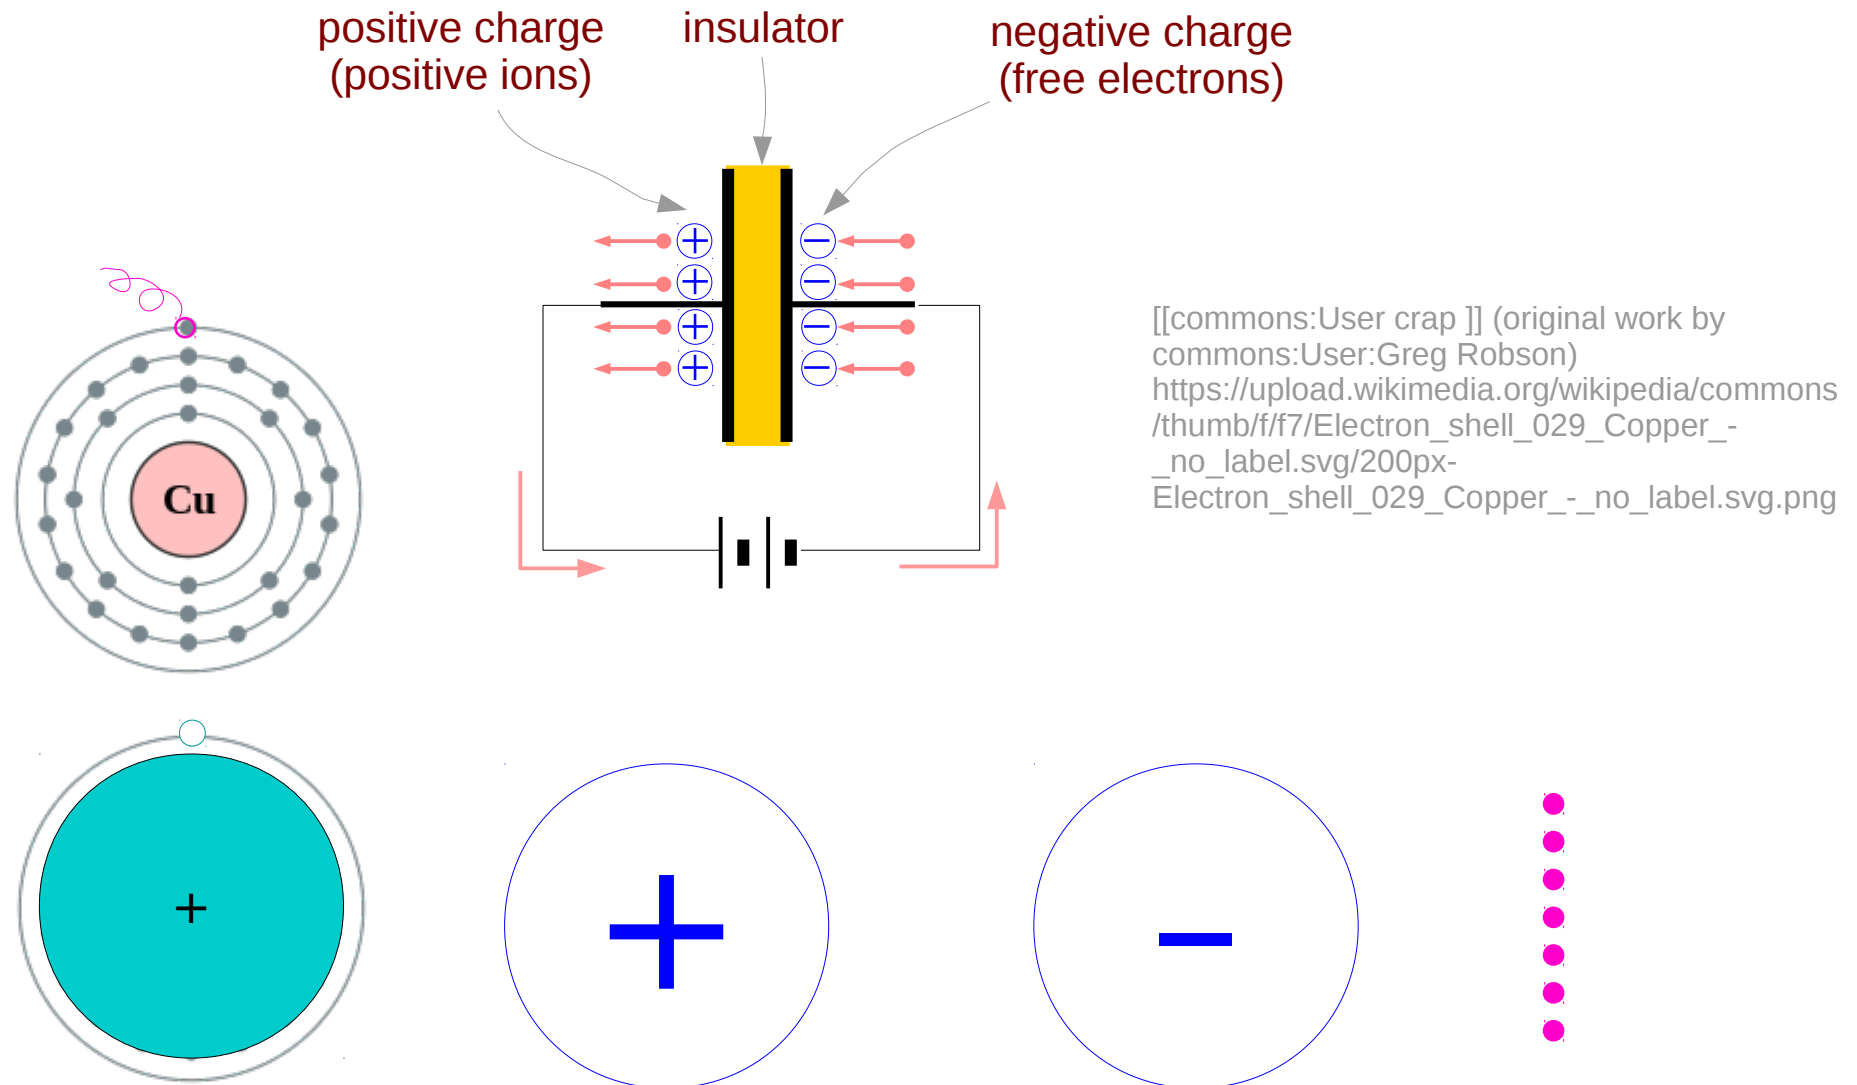 positive charge
(positive ions)
insulator
negative charge
(free electrons)
[[commons:User crap ]] (original work by
commons:User:Greg Robson)
https://upload.wikimedia.org/wikipedia/commons
/thumb/f/f7/Electron_shell_029_Copper_-
_no_label.svg/200px-
Electron_shell_029_Copper_-_no_label.svg.png
+ −
+ −
+ −
+ −
Cu
+
+
−